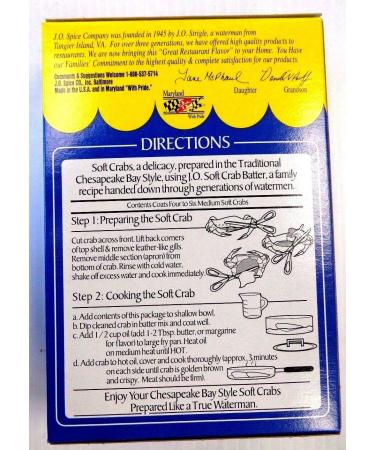 J.O. Spice Company was founded in 1945 by J.O. Strigle, a waterman from
Tangier Island, VA. For over three generations, we have offered high quality products to
restaurants. We are now bringing this "Great Restaurant Flavor" to your Home. You have
our Families' Commitment to the highest quality & complete satisfaction of our products.
Comments & Suggestions Welcome 1-800-537-5714
J.O. SPICE CO., INC. Baltimore
Made in the U.S.A. and in Maryland "With Pride."
Maryland
With Pride
Daughter
Grandson
DIRECTIONS
Soft Crabs, a delicacy, prepared in the Traditional
Chesapeake Bay Style, using J.O. Soft Crab Batter, a family
recipe handed down through generations of watermen.
Contents Coats Four to Six Medium Soft Crabs
Step 1: Preparing the Soft Crab
Cut crab across front. Lift back corners
of top shell & remove leather-like gills.
Remove middle section (apron) from
bottom of crab. Rinse with cold water,
shake off excess water and cook immediately.
Step 2: Cooking the Soft Crab
a. Add contents of this package to shallow bowl.
b. Dip cleaned crab in batter mix and coat well.
c. Add 1/2 cup oil (add 1-2 Tbsp. butter, or margarine
for flavor) to large fry pan. Heat oil
on medium heat until HOT.
d. Add crab to hot oil, cover and cook thoroughly (approx. 3 minutes
on each side until crab is golden brown
and crispy. Meat should be firm).
Enjoy Your Chesapeake Bay Style Soft Crabs
Prepared Like a True Waterman.